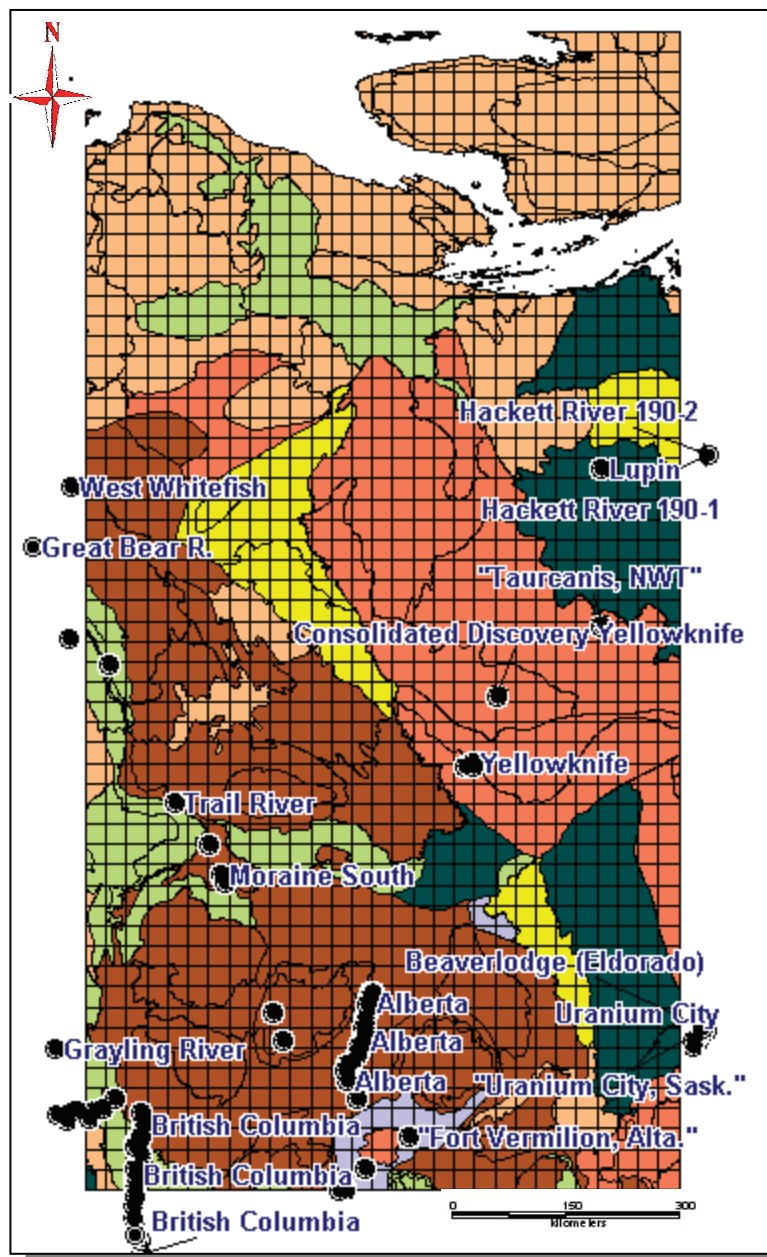 N
Hackett River 190-2
Lupin
West Whitefish
Hackett River 190-1
Great Bear R.
"Taurcanis, NWT"
Consolidated Discovery Yellowknife
Yellowknife
Trail River
Moraine South
Beaverlodge (Eldorado)
Alberta
Uranium City
Alberta
Grayling River
Alberta
"Uranium City, Sask."
British Columbia
"Fort Vermilion, Alta."
British Columbia
British Columbia
0 150 300
kilometers